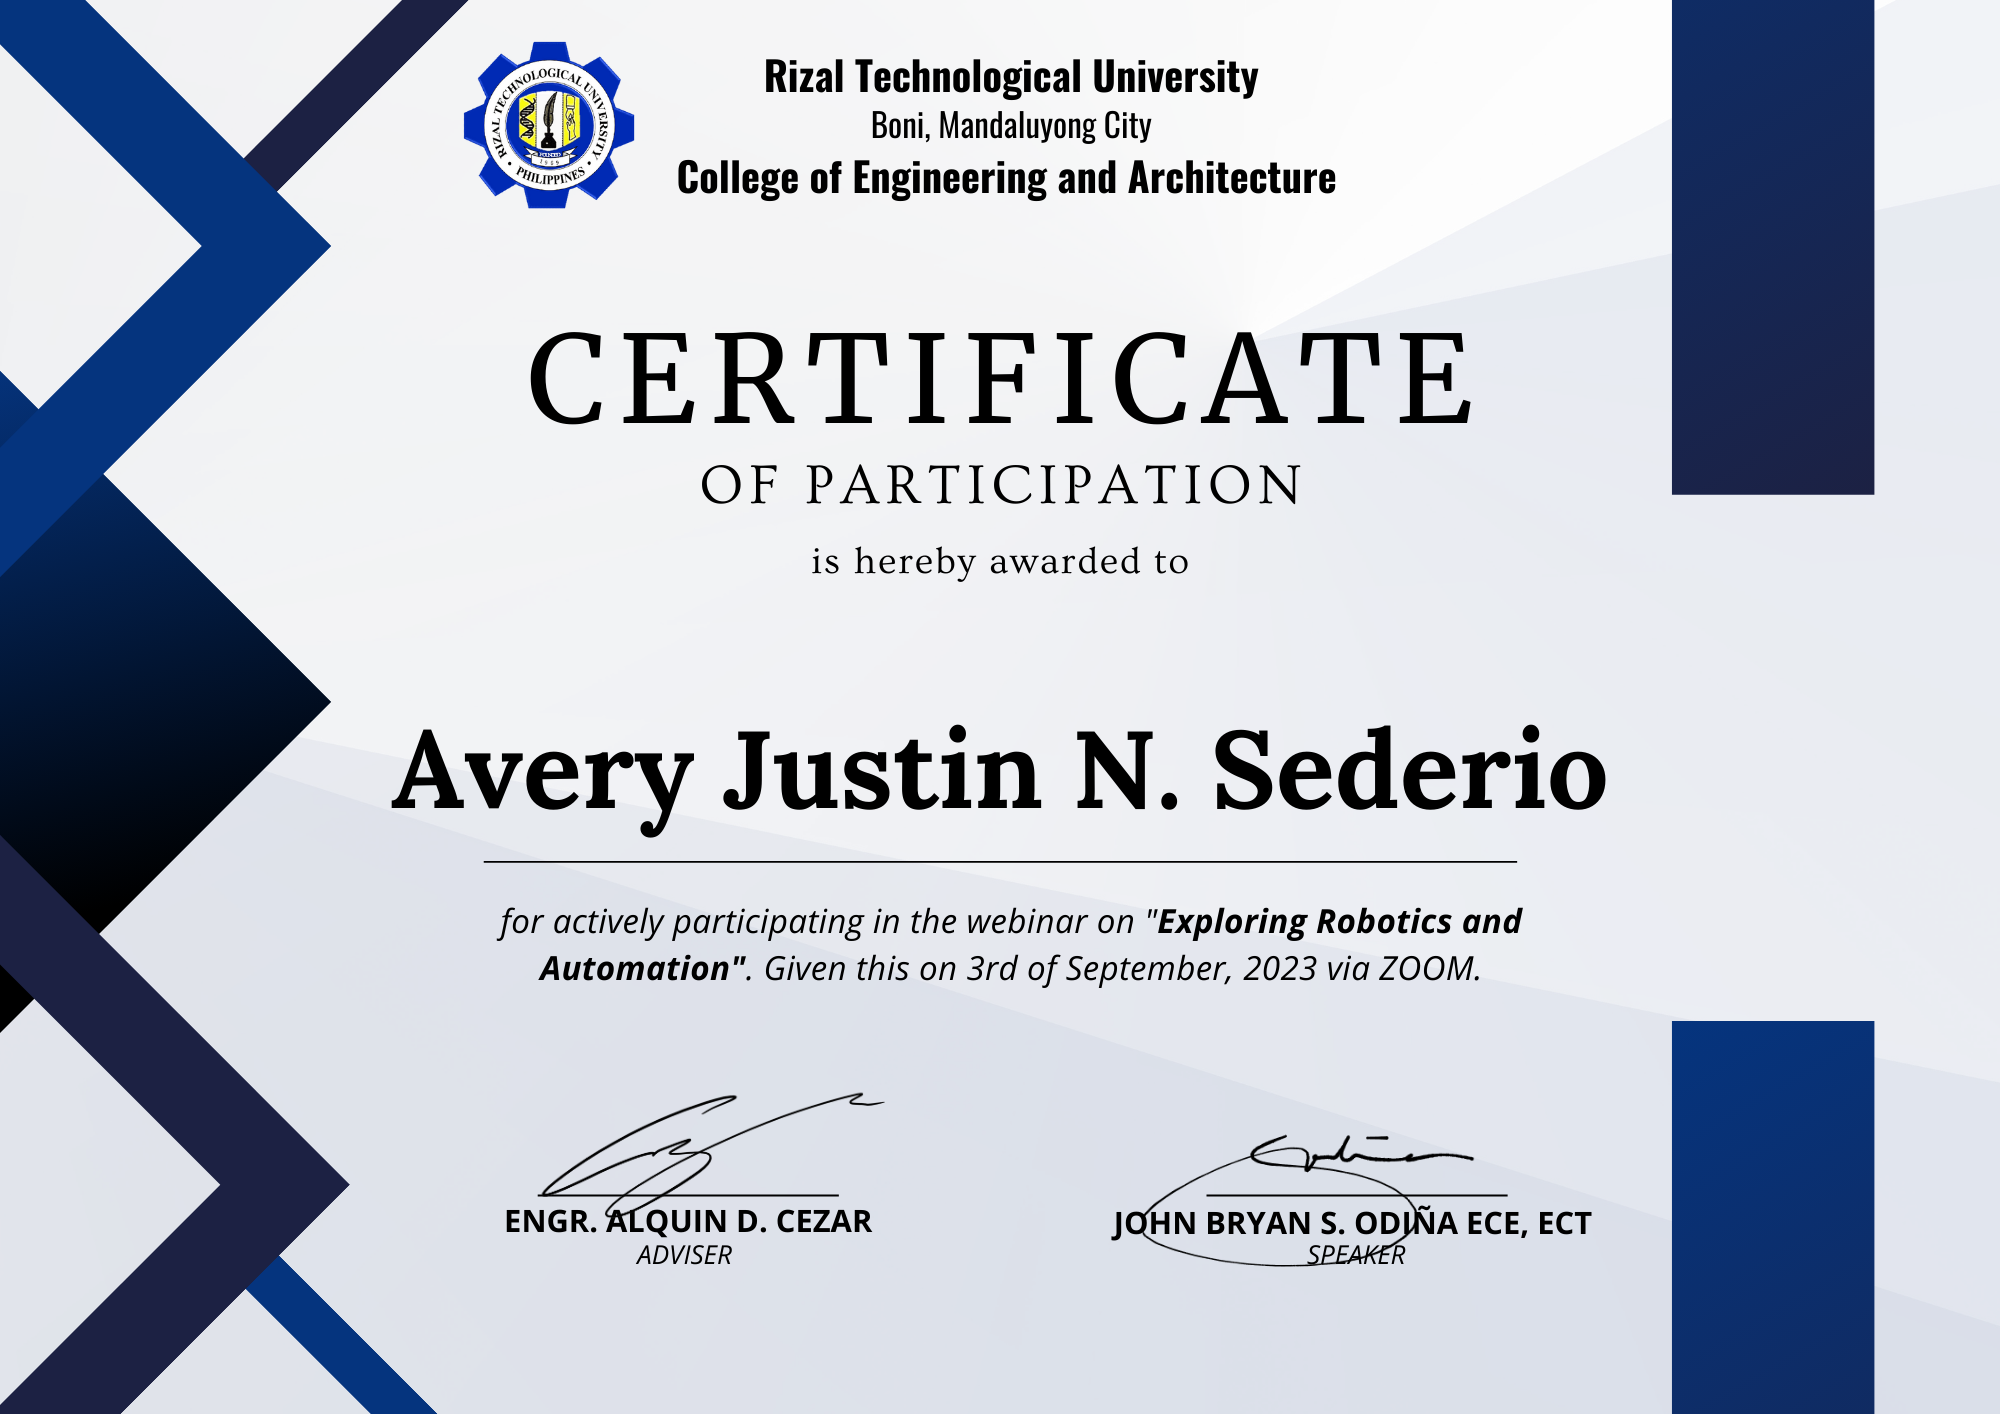 RIZAL TECHNOLOGICAL UNIVERSITY
PHILIPPINES
FOUNDED
1969
Rizal Technological University
Boni, Mandaluyong City
College of Engineering and Architecture
CERTIFICATE
OF PARTICIPATION
is hereby awarded to
Avery Justin N. Sederio
for actively participating in the webinar on "Exploring Robotics and
Automation". Given this on 3rd of September, 2023 via ZOOM.
ENGR. ALQUIN D. CEZAR
ADVISER
JOHN BRYAN S. ODIÑA ECE, ECT
SPEAKER